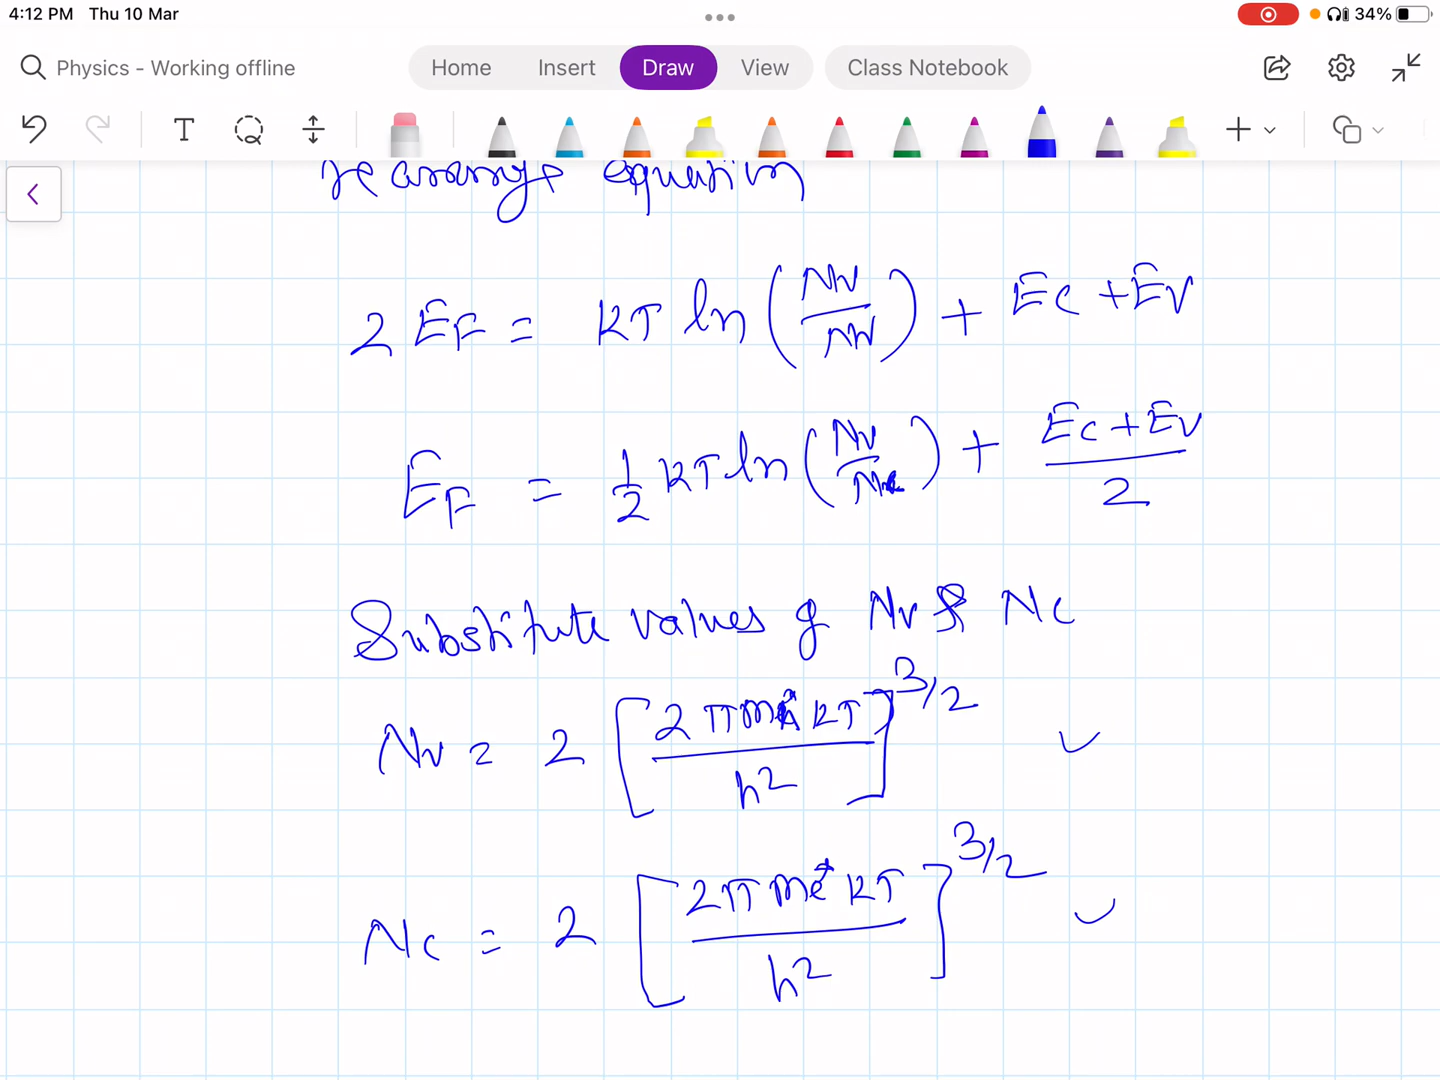 4:12 PM Thu 10 Mar 34%
Physics - Working offline Home Insert Draw View Class Notebook
T
rearrange equation
2 EF = KT ln (Nv/NV) + Ec + Ev
EF = 1/2 KT ln (Nv/Nc) + Ec + Ev / 2
Substitute values of Nv & Nc
Nv = 2 [2πmh* KT / h²]^3/2 ✓
Nc = 2 [2πme* KT / h²]^3/2 ✓